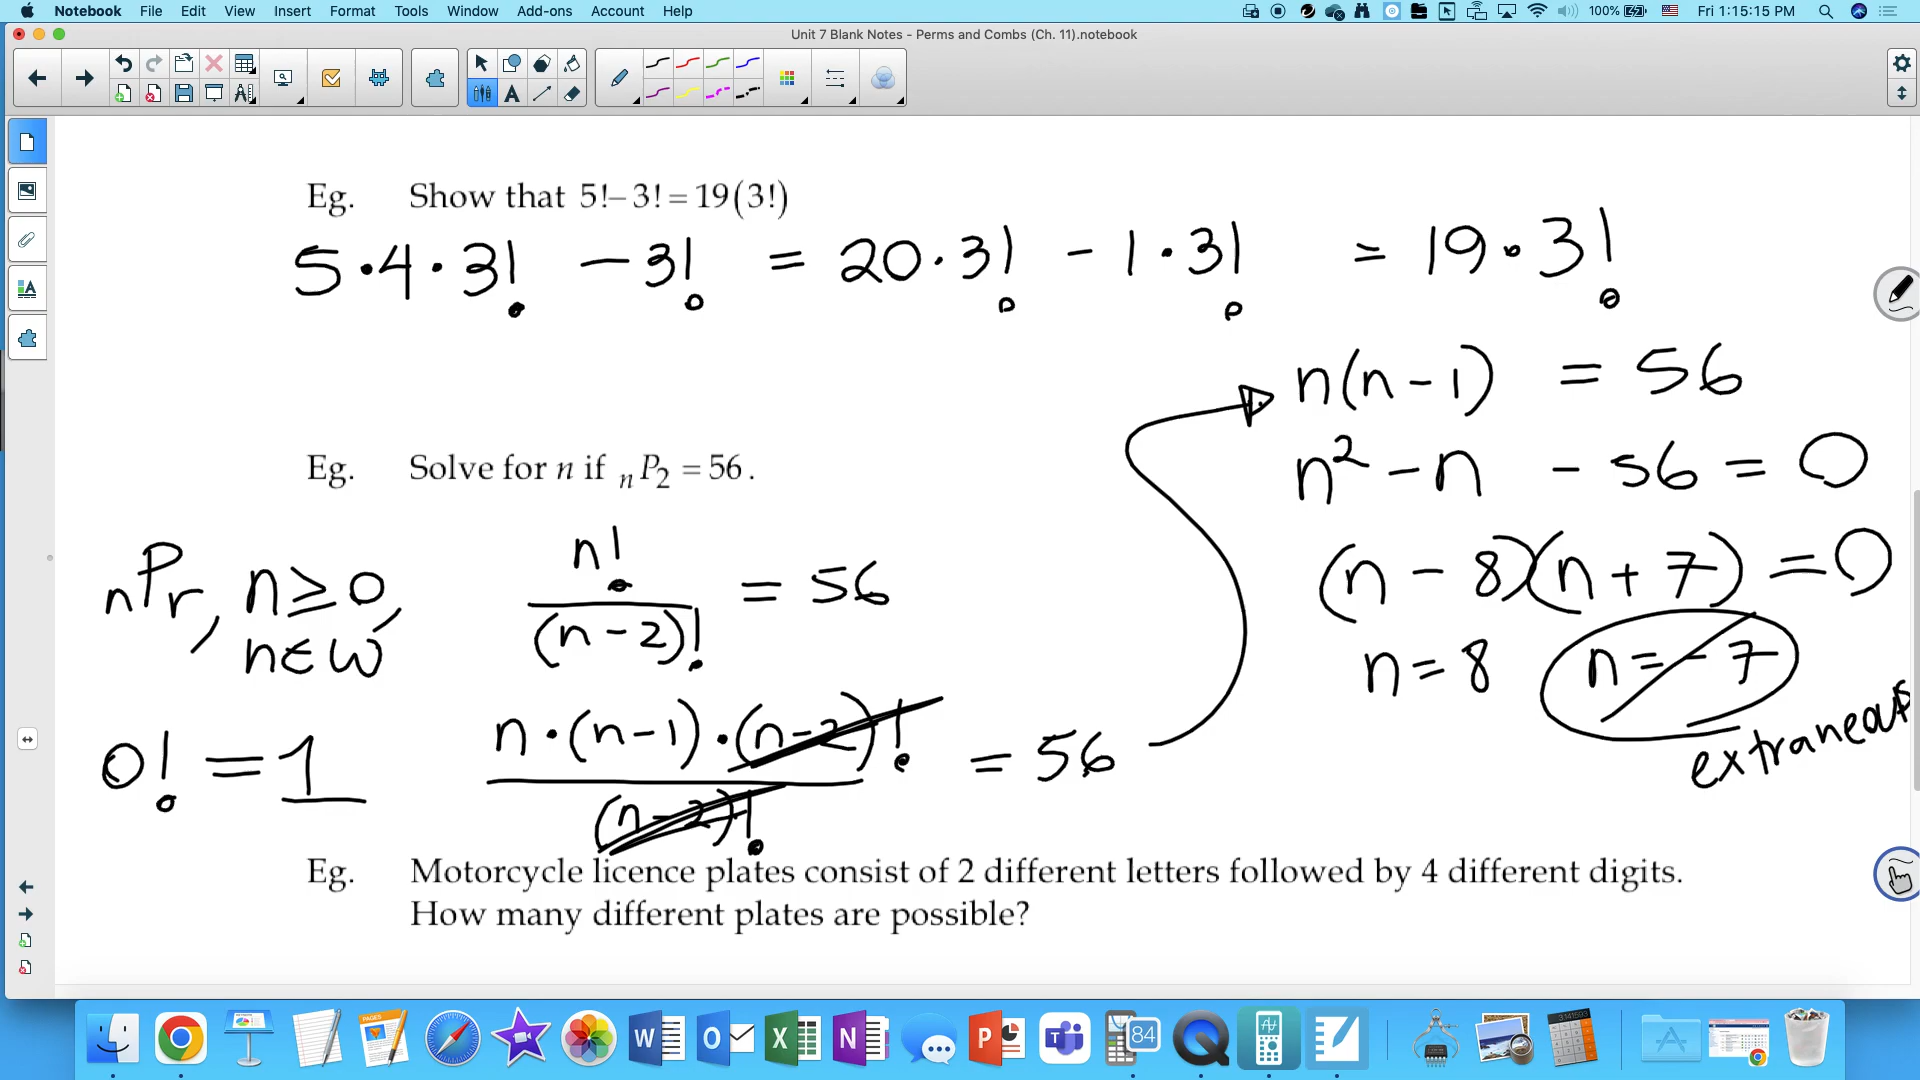 Notebook File Edit View Insert Format Tools Window Add-ons Account Help 100% Fri 1:15:15 PM
Unit 7 Blank Notes - Perms and Combs (Ch. 11).notebook
Eg. Show that 5!–3! = 19(3!)
5·4·3! – 3! = 20·3! – 1·3! = 19·3!
n(n–1) = 56
n² – n – 56 = 0
(n – 8)(n + 7) = 0
n = 8 n = – 7
extraneous
Eg. Solve for n if ₙP₂ = 56.
nPr, n ≥ 0, n ∈ W
n! / (n – 2)! = 56
0! = 1
n·(n–1)·(n–2)! / (n – 2)! = 56
Eg. Motorcycle licence plates consist of 2 different letters followed by 4 different digits.
How many different plates are possible?
PAGES
84
3.141593